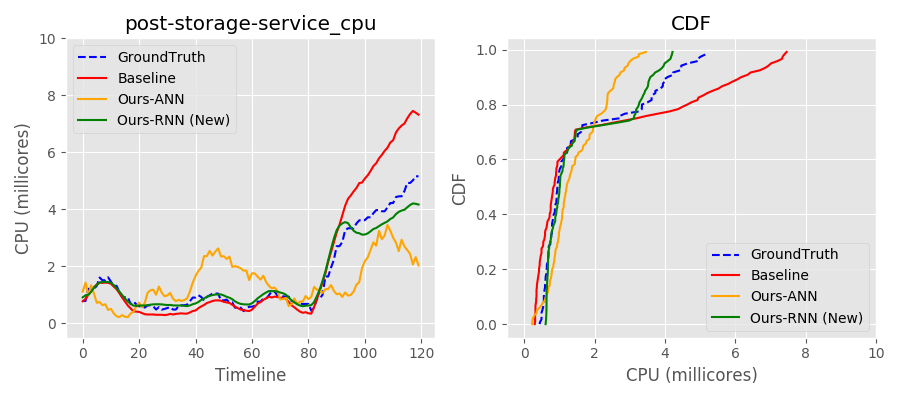 post-storage-service_cpu
CPU (millicores)
10
8
6
4
2
0
GroundTruth
Baseline
Ours-ANN
Ours-RNN (New)
0 20 40 60 80 100 120
Timeline
CDF
CDF
1.0
0.8
0.6
0.4
0.2
0.0
GroundTruth
Baseline
Ours-ANN
Ours-RNN (New)
0 2 4 6 8 10
CPU (millicores)